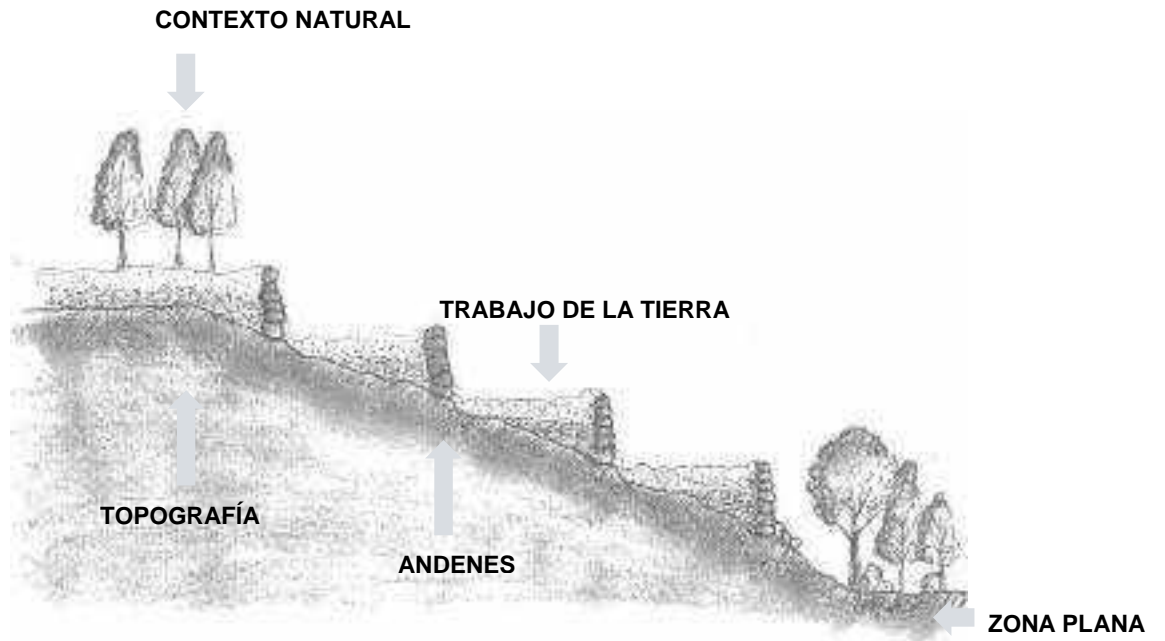 CONTEXTO NATURAL
TRABAJO DE LA TIERRA
TOPOGRAFÍA
ANDENES
ZONA PLANA